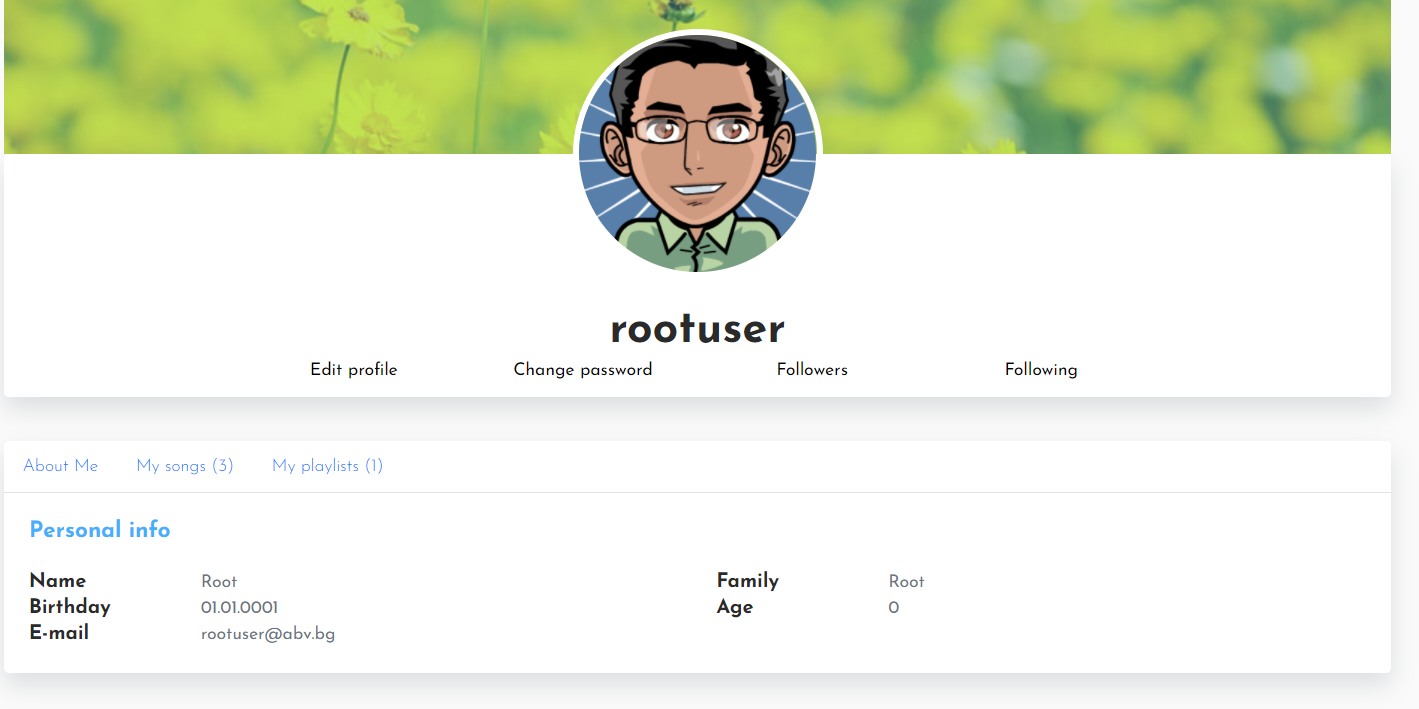 rootuser
Edit profile Change password Followers Following
About Me My songs (3) My playlists (1)
Personal info
Name Root Family Root
Birthday 01.01.0001 Age 0
E-mail rootuser@abv.bg